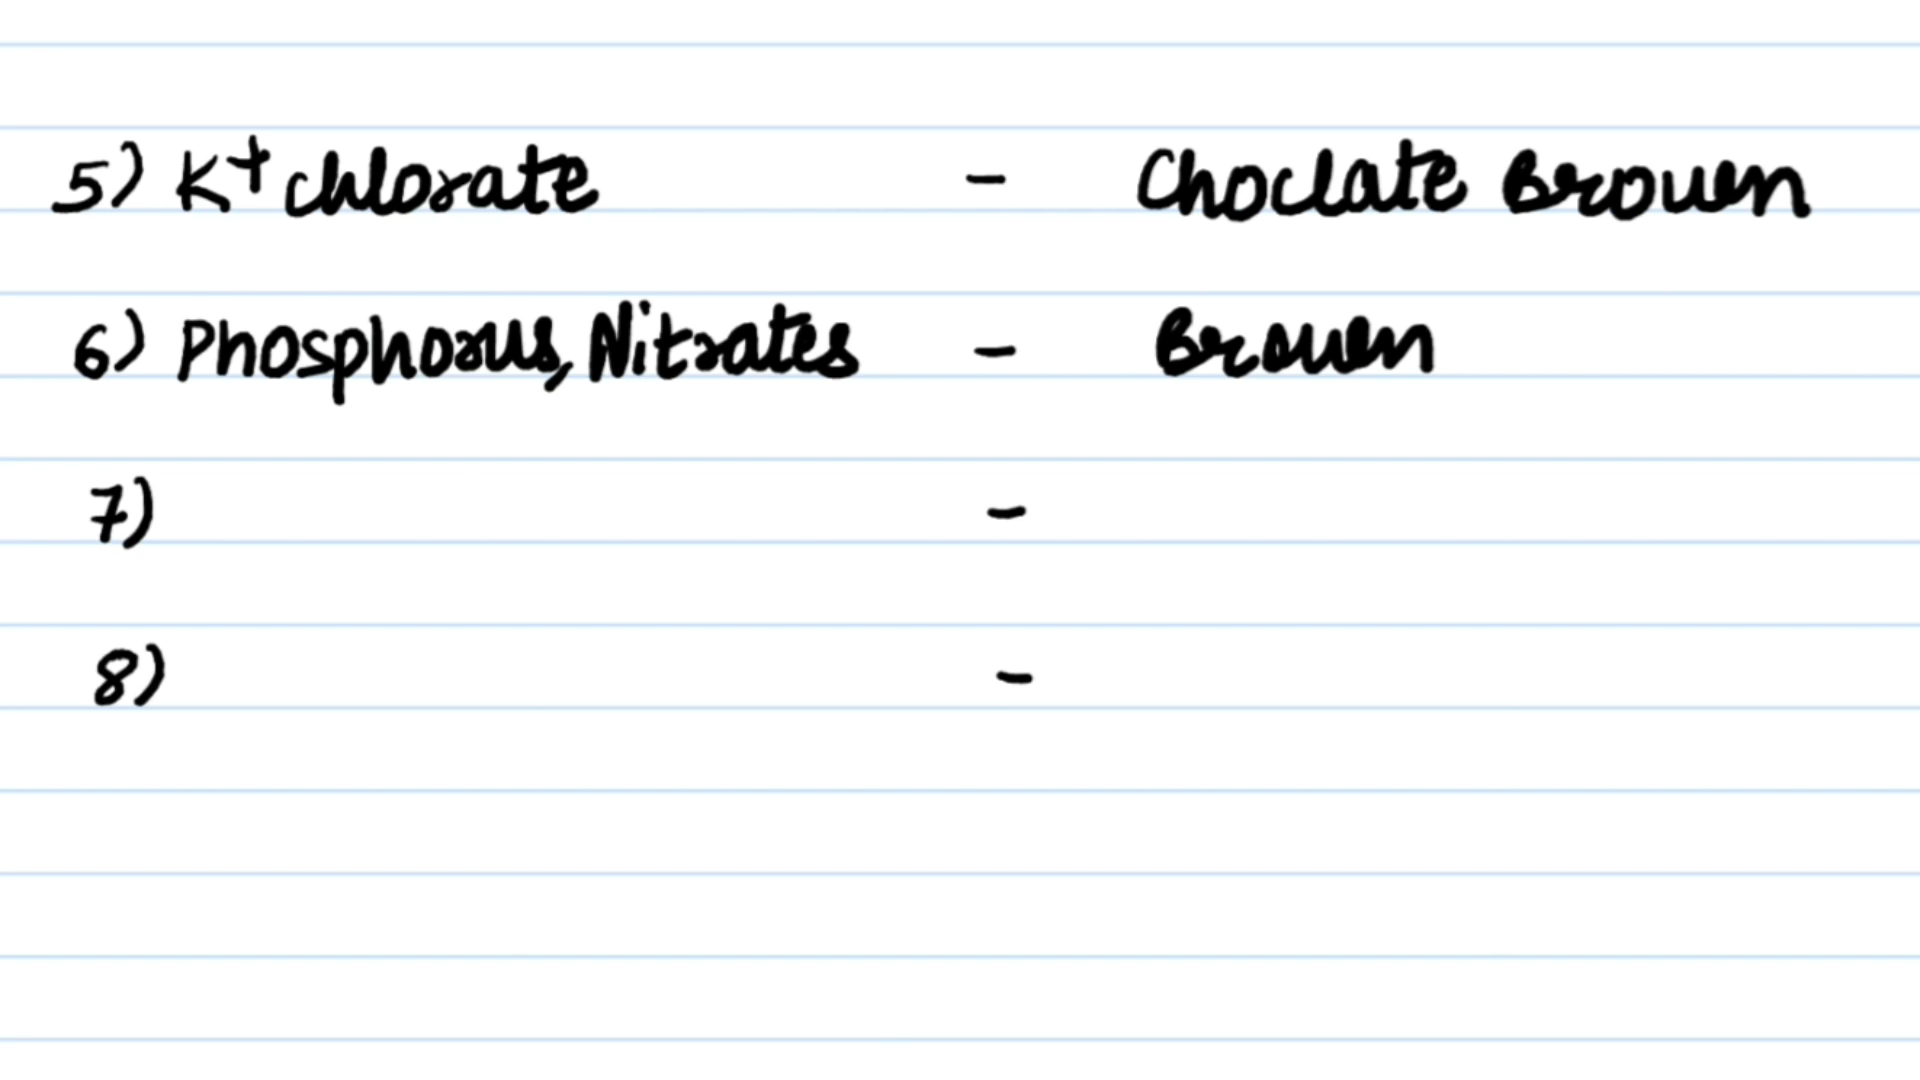 5) K+ chlorate - Choclate Brown
6) Phosphorus, Nitrates - Brown
7) -
8) -